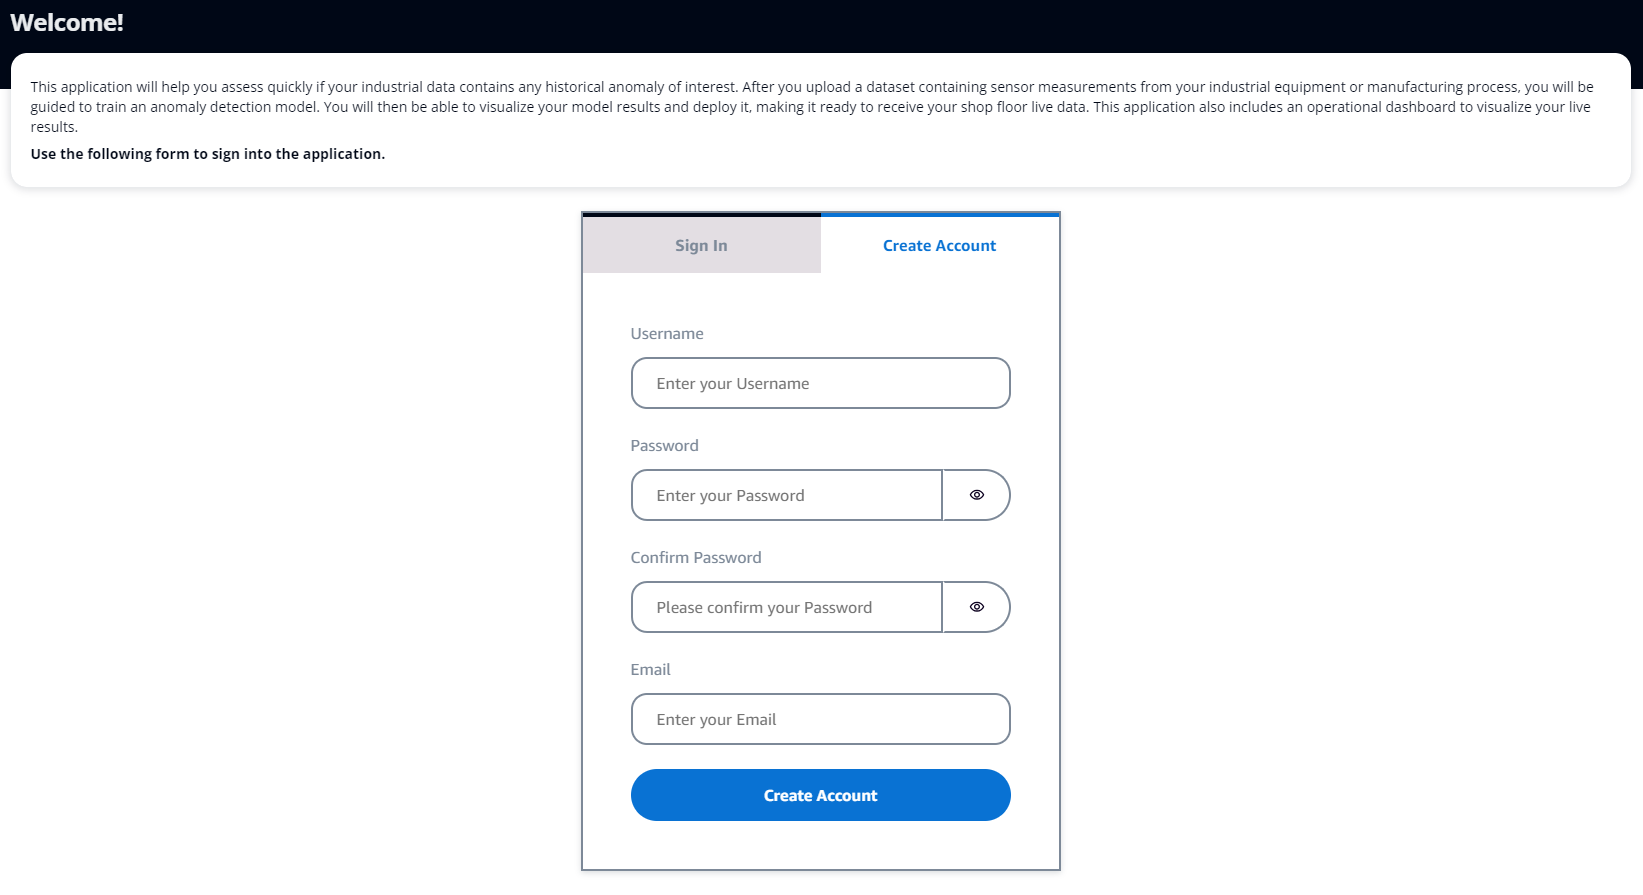 Welcome!
This application will help you assess quickly if your industrial data contains any historical anomaly of interest. After you upload a dataset containing sensor measurements from your industrial equipment or manufacturing process, you will be
guided to train an anomaly detection model. You will then be able to visualize your model results and deploy it, making it ready to receive your shop floor live data. This application also includes an operational dashboard to visualize your live
results.
Use the following form to sign into the application.
Sign In
Create Account
Username
Enter your Username
Password
Enter your Password
Confirm Password
Please confirm your Password
Email
Enter your Email
Create Account